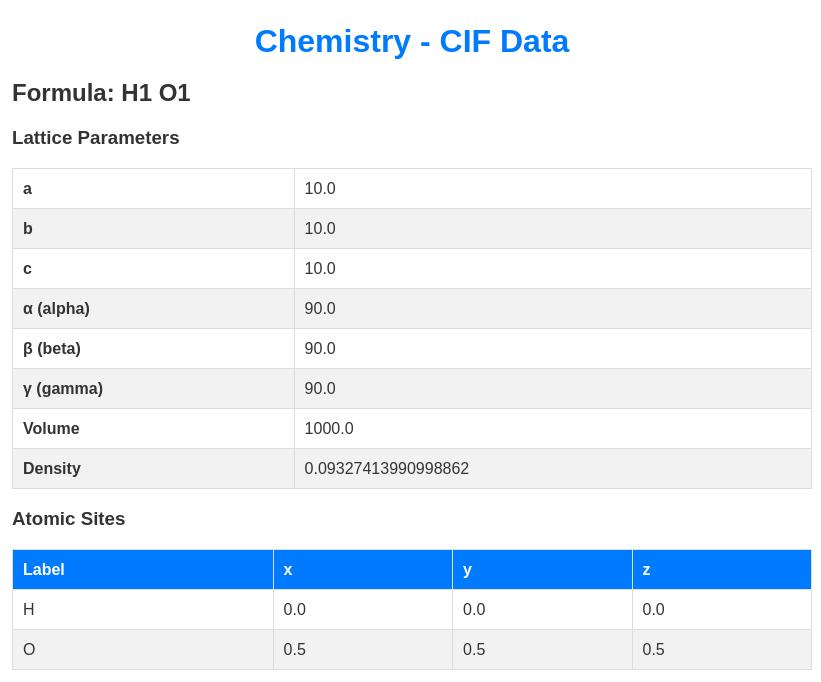 Chemistry - CIF Data
Formula: H1 O1
Lattice Parameters
a 10.0
b 10.0
c 10.0
α (alpha) 90.0
β (beta) 90.0
γ (gamma) 90.0
Volume 1000.0
Density 0.09327413990998862
Atomic Sites
Label x y z
H 0.0 0.0 0.0
O 0.5 0.5 0.5